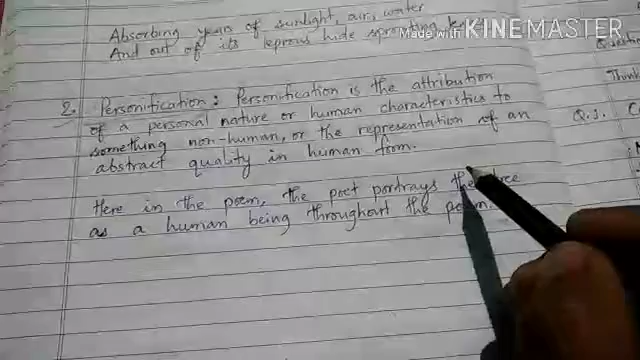 Absorbing years of sunlight, air, water
And out of its leprous hide sprouting
Made with KINEMASTER
2. Personification: Personification is the attribution
of a personal nature or human characteristics to
something non-human, or the representation of an
abstract quality in human form.
Here in the poem, the poet portrays the tree
as a human being throughout the poem.
Question
Think
Q.1.